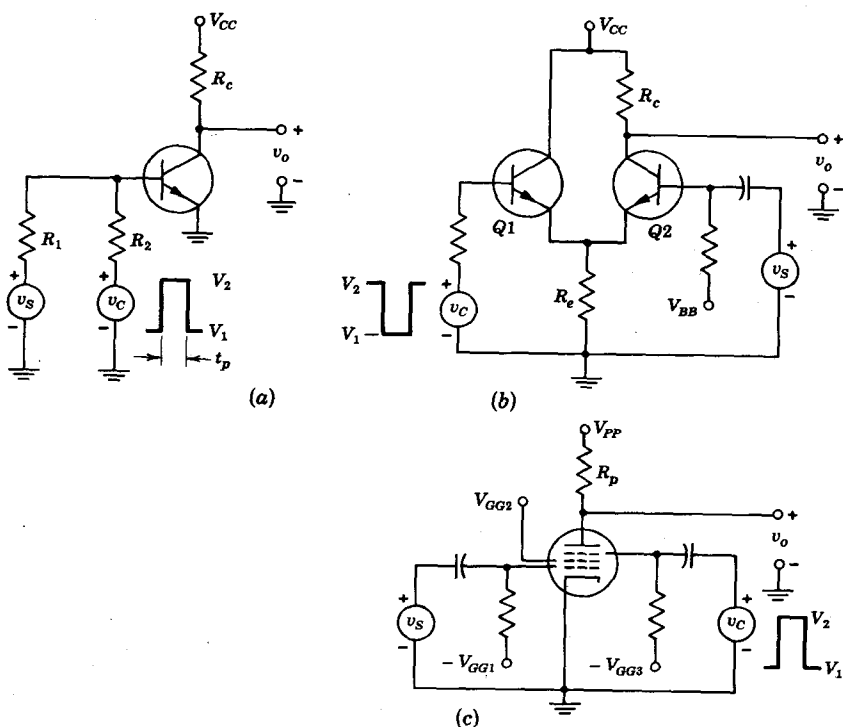 V_CC
R_c
+
v_o
-
R_1
R_2
+
v_S
-
+
v_C
-
V_2
V_1
t_p
(a)
V_CC
R_c
+
v_o
-
Q1
Q2
V_2
V_1
+
v_C
-
R_e
V_BB
+
v_S
-
(b)
V_PP
R_p
V_GG2
+
v_o
-
+
v_S
-
- V_GG1
- V_GG3
+
v_C
-
V_2
V_1
(c)